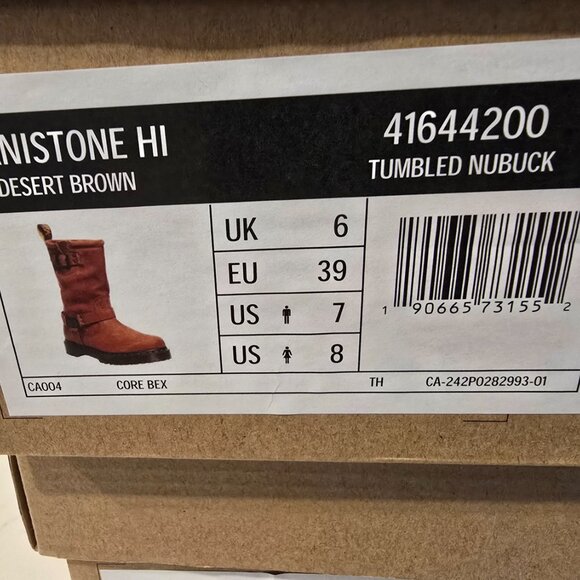 NISTONE HI
41644200
DESERT BROWN
TUMBLED NUBUCK
UK 6
EU 39
US 7
US 8
1 90665 73155 2
CA004 CORE BEX TH CA-242P0282993-01